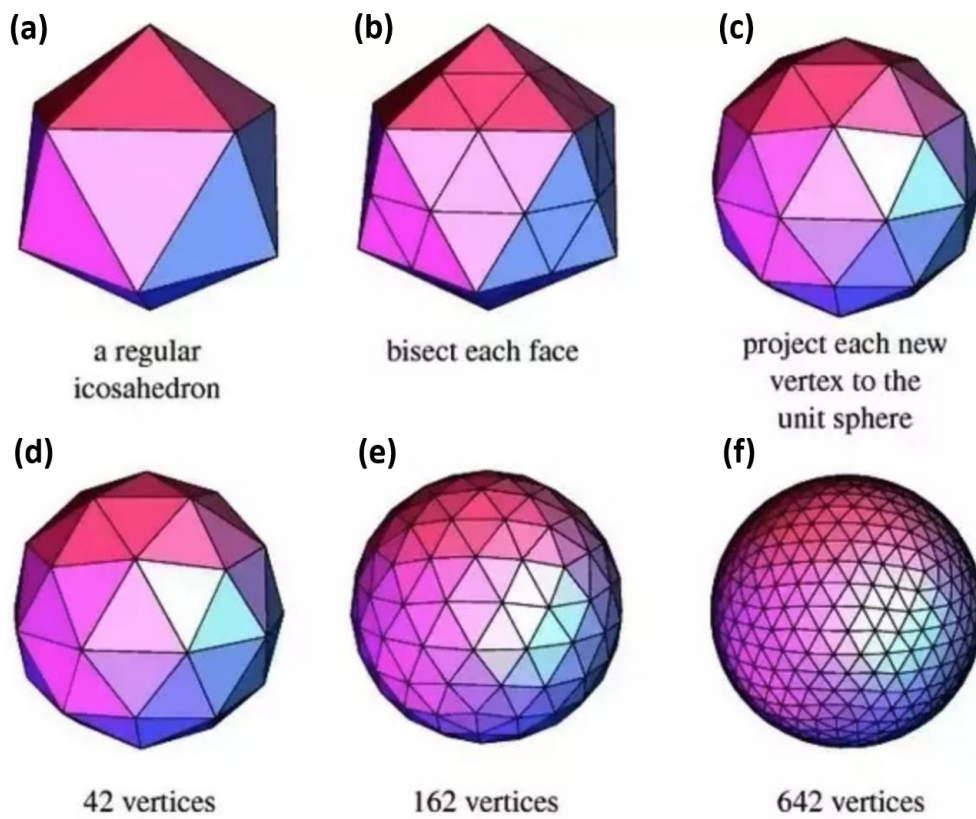 (a) (b) (c)
a regular
icosahedron
bisect each face
project each new
vertex to the
unit sphere
(d) (e) (f)
42 vertices
162 vertices
642 vertices